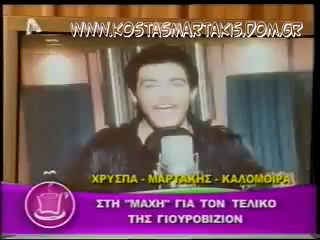 WWW.KOSTASMARTAKIS.DOM.GR
ΧΡΥΣΠΑ - ΜΑΡΤΑΚΗΣ - ΚΑΛΟΜΟΙΡΑ
ΣΤΗ "ΜΑΧΗ" ΓΙΑ ΤΟΝ ΤΕΛΙΚΟ
ΤΗΣ ΓΙΟΥΡΟΒΙΖΙΟΝ